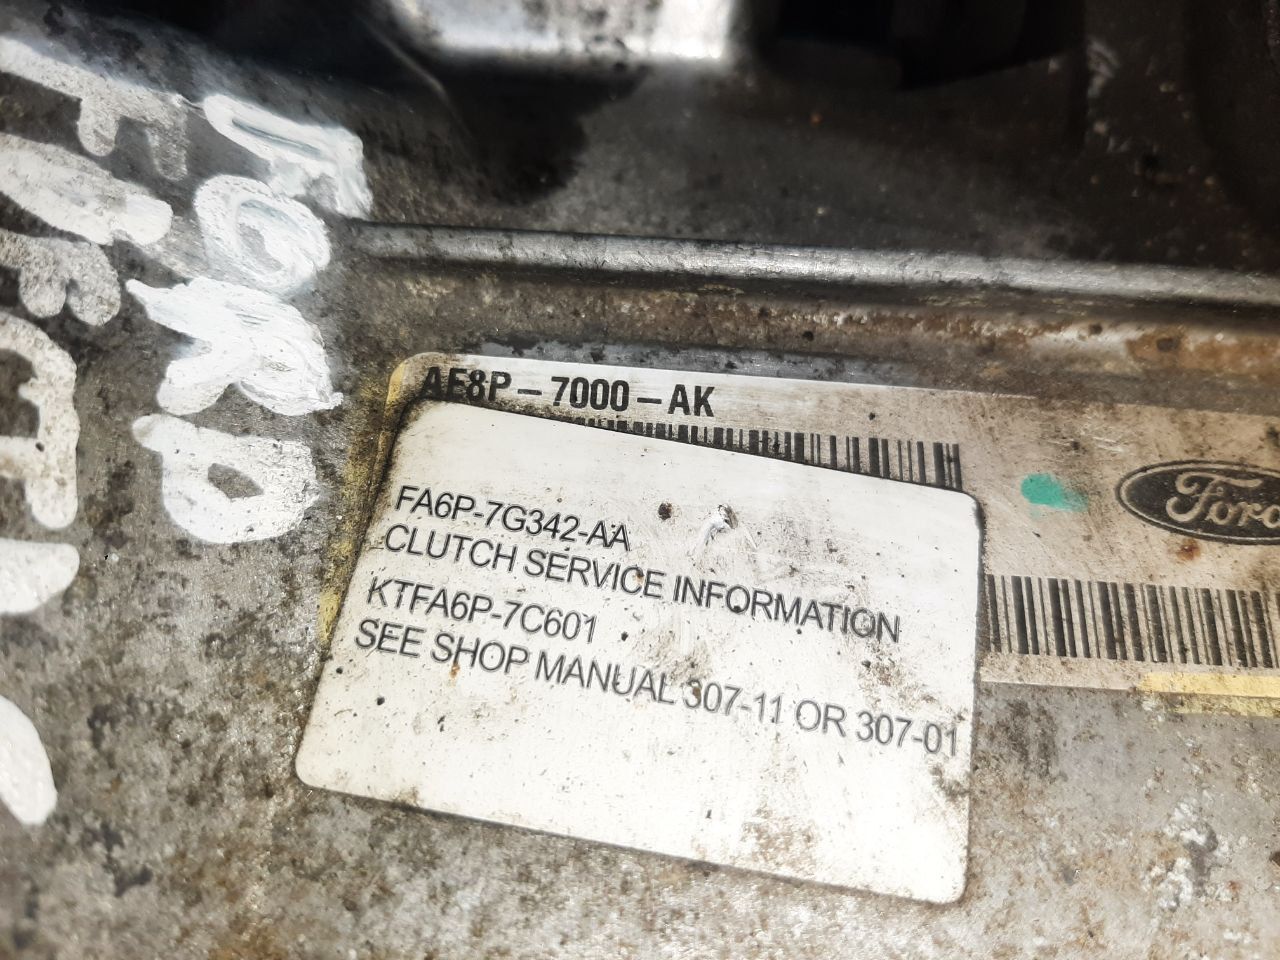 FORD
AE8P-7000-AK
Ford
FA6P-7G342-AA
CLUTCH SERVICE INFORMATION
KTFA6P-7C601
SEE SHOP MANUAL 307-11 OR 307-01